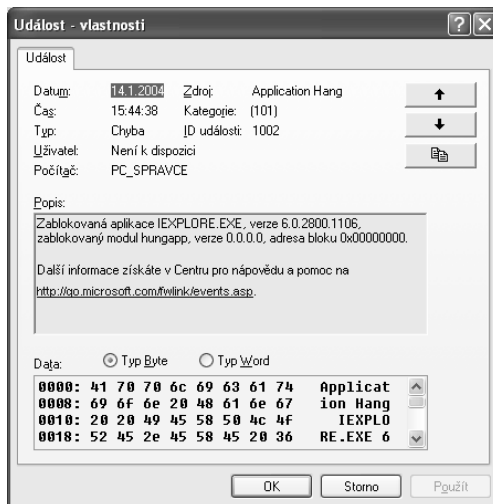 Událost - vlastnosti
Událost
Datum: 14.1.2004 Zdroj: Application Hang
Čas: 15:44:38 Kategorie: (101)
Typ: Chyba ID události: 1002
Uživatel: Není k dispozici
Počítač: PC_SPRAVCE
Popis:
Zablokovaná aplikace IEXPLORE.EXE, verze 6.0.2800.1106,
zablokovaný modul hungapp, verze 0.0.0.0, adresa bloku 0x00000000.
Další informace získáte v Centru pro nápovědu a pomoc na
http://go.microsoft.com/fwlink/events.asp.
Data: Typ Byte Typ Word
0000: 41 70 70 6c 69 63 61 74 Applicat
0008: 69 6f 6e 20 48 61 6e 67 ion Hang
0010: 20 20 49 45 58 50 4c 4f IEXPLO
0018: 52 45 2e 45 58 45 20 36 RE.EXE 6
OK Storno Použít